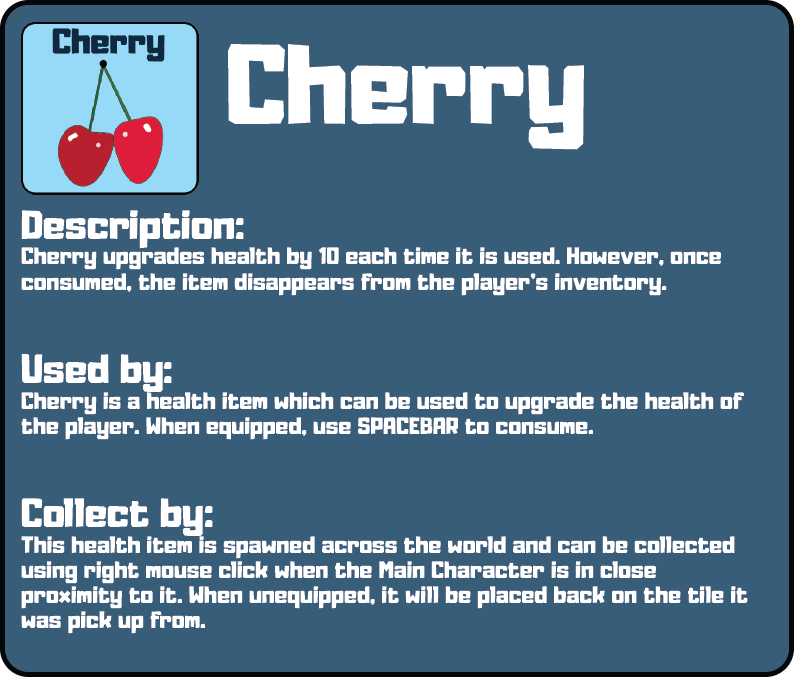 Cherry
Cherry
Description:
Cherry upgrades health by 10 each time it is used. However, once
consumed, the item disappears from the player's inventory.
Used by:
Cherry is a health item which can be used to upgrade the health of
the player. When equipped, use SPACEBAR to consume.
Collect by:
This health item is spawned across the world and can be collected
using right mouse click when the Main Character is in close
proximity to it. When unequipped, it will be placed back on the tile it
was pick up from.